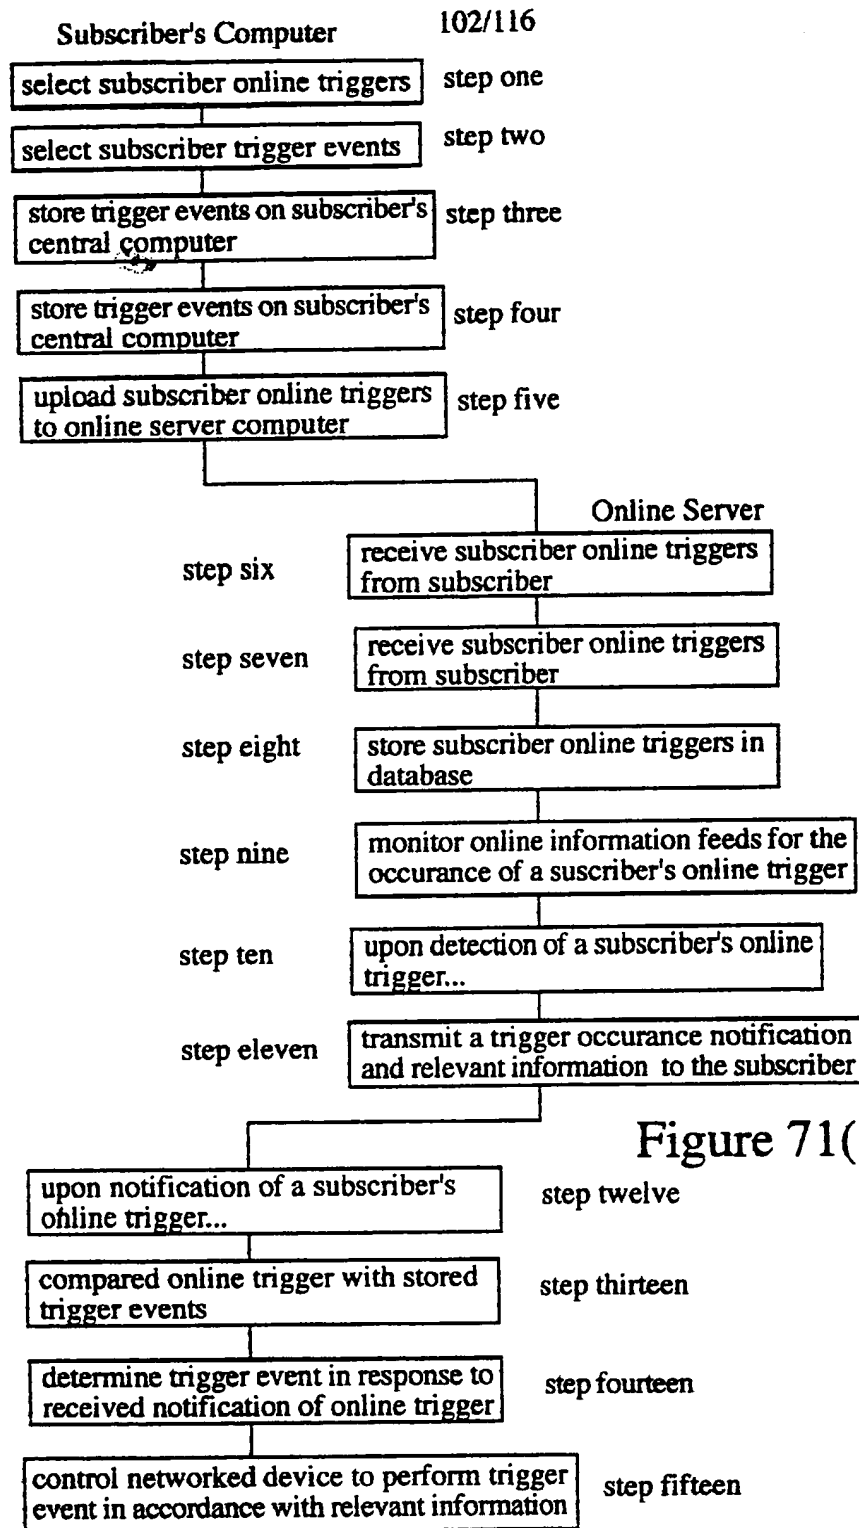 Subscriber's Computer 102/116
select subscriber online triggers step one
select subscriber trigger events step two
store trigger events on subscriber's
central computer
step three
store trigger events on subscriber's
central computer
step four
upload subscriber online triggers
to online server computer
step five
Online Server
step six
receive subscriber online triggers
from subscriber
step seven
receive subscriber online triggers
from subscriber
step eight
store subscriber online triggers in
database
step nine
monitor online information feeds for the
occurance of a suscriber's online trigger
step ten
upon detection of a subscriber's online
trigger...
step eleven
transmit a trigger occurance notification
and relevant information to the subscriber
Figure 71(
upon notification of a subscriber's
online trigger...
step twelve
compared online trigger with stored
trigger events
step thirteen
determine trigger event in response to
received notification of online trigger
step fourteen
control networked device to perform trigger
event in accordance with relevant information
step fifteen